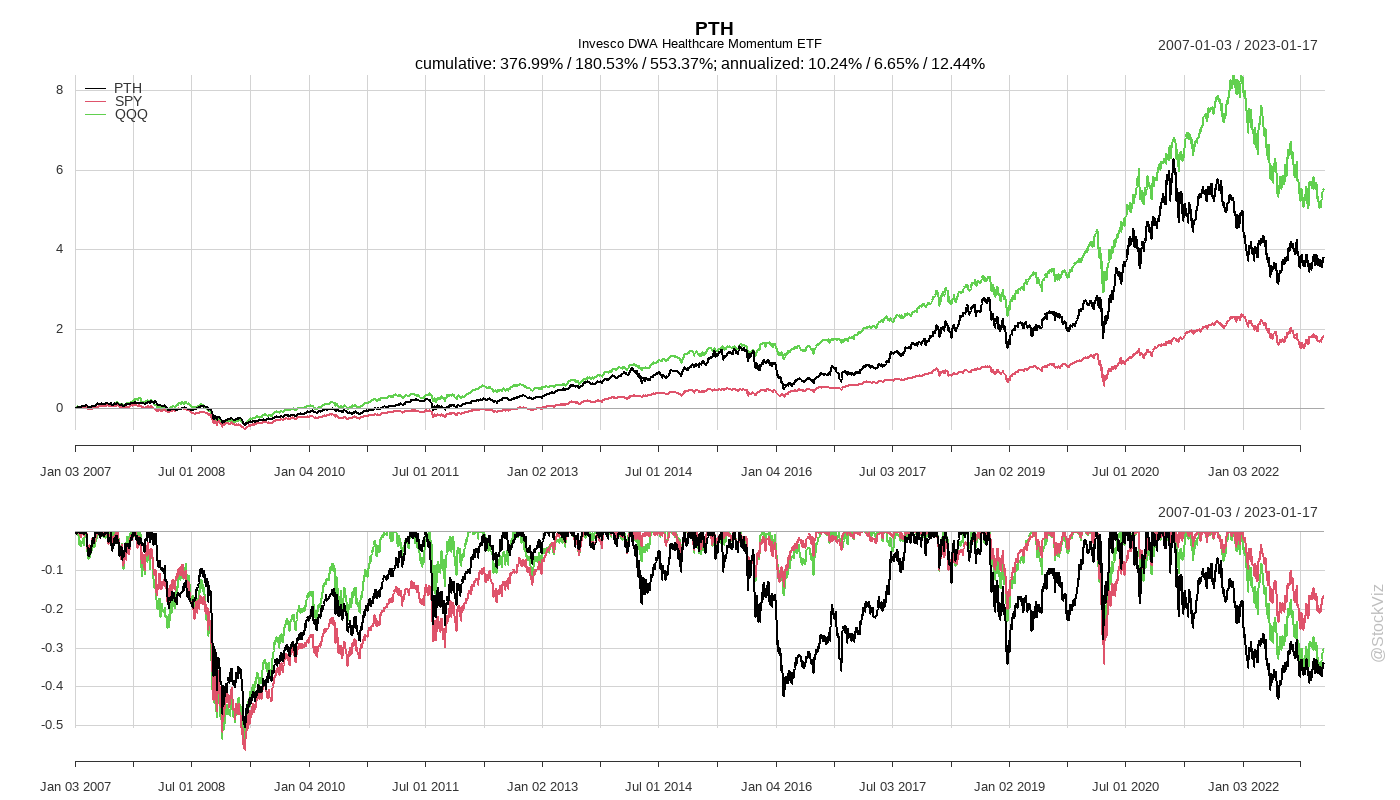 PTH
Invesco DWA Healthcare Momentum ETF
2007-01-03 / 2023-01-17
cumulative: 376.99% / 180.53% / 553.37%; annualized: 10.24% / 6.65% / 12.44%
PTH
SPY
QQQ
8
6
4
2
0
Jan 03 2007 Jul 01 2008 Jan 04 2010 Jul 01 2011 Jan 02 2013 Jul 01 2014 Jan 04 2016 Jul 03 2017 Jan 02 2019 Jul 01 2020 Jan 03 2022
2007-01-03 / 2023-01-17
-0.1
-0.2
-0.3
-0.4
-0.5
Jan 03 2007 Jul 01 2008 Jan 04 2010 Jul 01 2011 Jan 02 2013 Jul 01 2014 Jan 04 2016 Jul 03 2017 Jan 02 2019 Jul 01 2020 Jan 03 2022
@StockViz